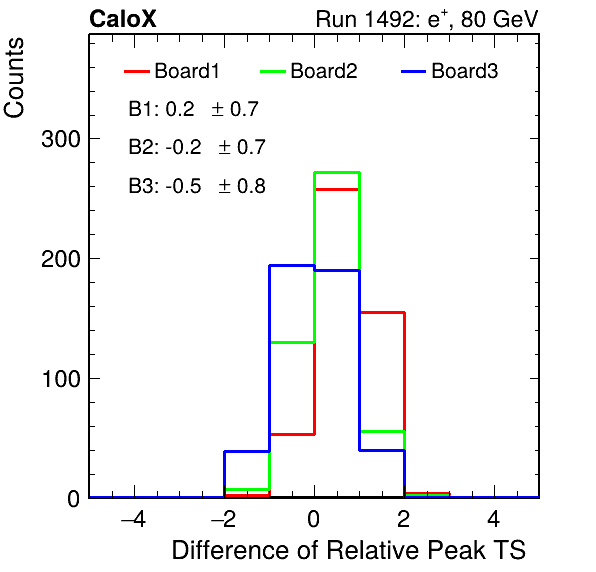 CaloX Run 1492: e⁺, 80 GeV
Counts
Board1 Board2 Board3
B1: 0.2 ± 0.7
B2: -0.2 ± 0.7
B3: -0.5 ± 0.8
300
200
100
0
−4 −2 0 2 4
Difference of Relative Peak TS